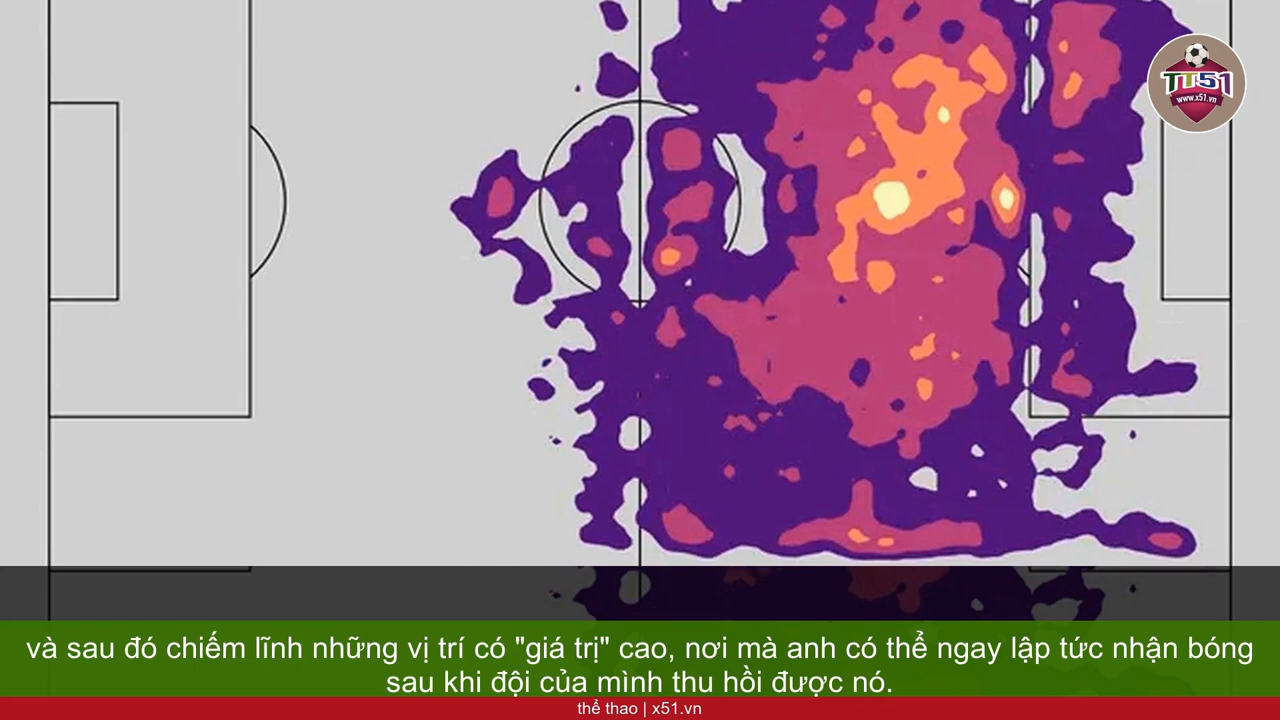 TT51
www.x51.vn
và sau đó chiếm lĩnh những vị trí có "giá trị" cao, nơi mà anh có thể ngay lập tức nhận bóng
sau khi đội của mình thu hồi được nó.
thể thao | x51.vn